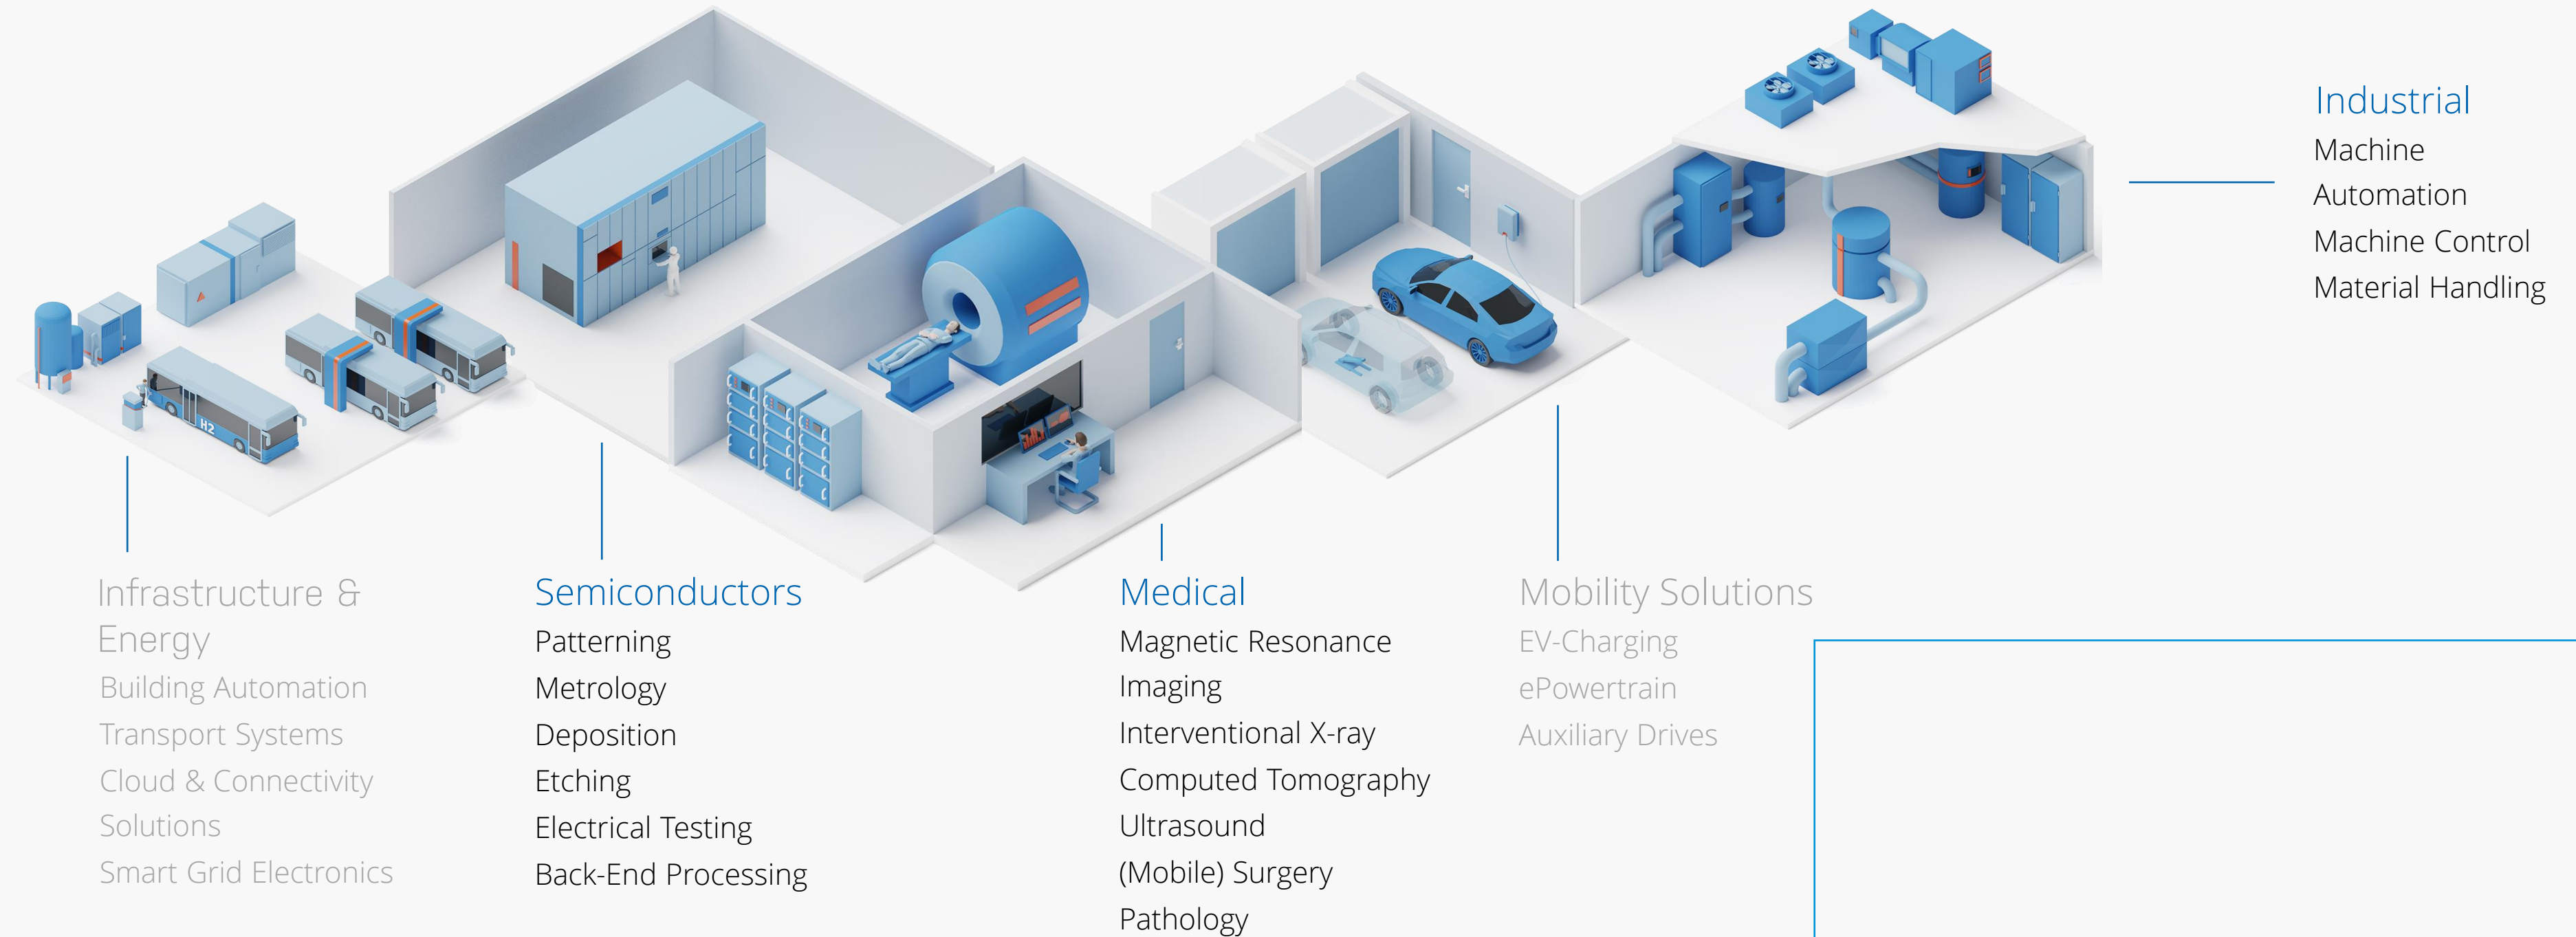 Industrial
Machine
Automation
Machine Control
Material Handling
H2
Infrastructure &
Energy
Building Automation
Transport Systems
Cloud & Connectivity
Solutions
Smart Grid Electronics
Semiconductors
Patterning
Metrology
Deposition
Etching
Electrical Testing
Back-End Processing
Medical
Magnetic Resonance
Imaging
Interventional X-ray
Computed Tomography
Ultrasound
(Mobile) Surgery
Pathology
Mobility Solutions
EV-Charging
ePowertrain
Auxiliary Drives